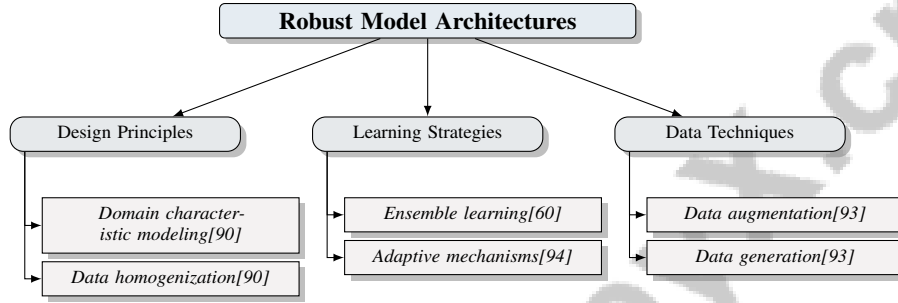 Robust Model Architectures
Design Principles
Learning Strategies
Data Techniques
Domain character-
istic modeling[90]
Data homogenization[90]
Ensemble learning[60]
Adaptive mechanisms[94]
Data augmentation[93]
Data generation[93]